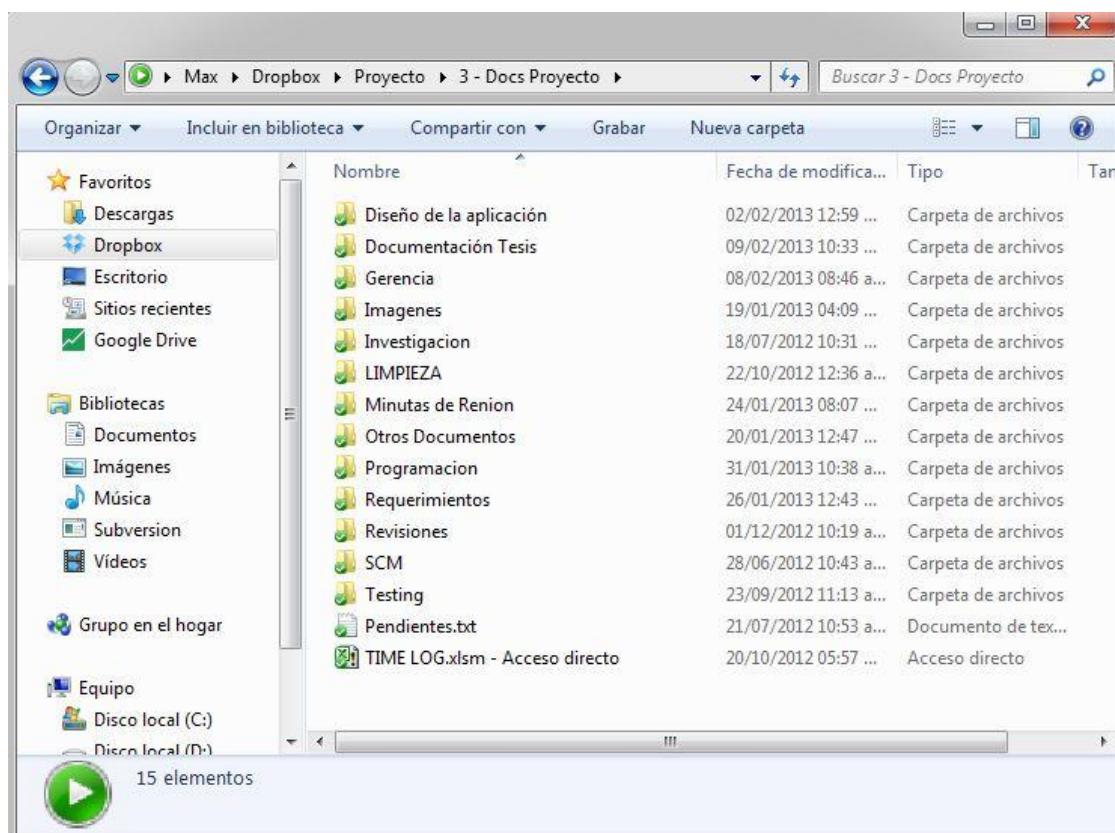 Max ▸ Dropbox ▸ Proyecto ▸ 3 - Docs Proyecto ▸ Buscar 3 - Docs Proyecto
Organizar Incluir en biblioteca Compartir con Grabar Nueva carpeta
Favoritos
Descargas
Dropbox
Escritorio
Sitios recientes
Google Drive
Bibliotecas
Documentos
Imágenes
Música
Subversion
Vídeos
Grupo en el hogar
Equipo
Disco local (C:)
Disco local (D:)
Nombre Fecha de modifica... Tipo Tar
Diseño de la aplicación 02/02/2013 12:59 ... Carpeta de archivos
Documentación Tesis 09/02/2013 10:33 ... Carpeta de archivos
Gerencia 08/02/2013 08:46 a... Carpeta de archivos
Imagenes 19/01/2013 04:09 ... Carpeta de archivos
Investigacion 18/07/2012 10:31 ... Carpeta de archivos
LIMPIEZA 22/10/2012 12:36 a... Carpeta de archivos
Minutas de Renion 24/01/2013 08:07 ... Carpeta de archivos
Otros Documentos 20/01/2013 12:47 ... Carpeta de archivos
Programacion 31/01/2013 10:38 a... Carpeta de archivos
Requerimientos 26/01/2013 12:43 ... Carpeta de archivos
Revisiones 01/12/2012 10:19 a... Carpeta de archivos
SCM 28/06/2012 10:43 a... Carpeta de archivos
Testing 23/09/2012 11:13 a... Carpeta de archivos
Pendientes.txt 21/07/2012 10:53 a... Documento de tex...
TIME LOG.xlsm - Acceso directo 20/10/2012 05:57 ... Acceso directo
15 elementos